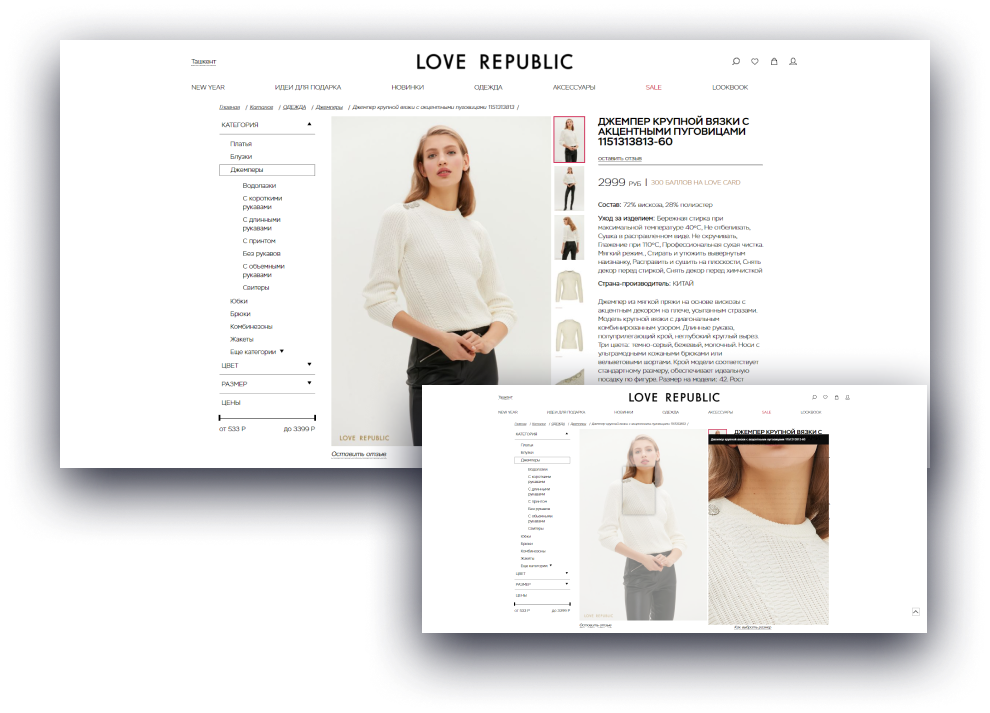 Ташкент
LOVE REPUBLIC
NEW YEAR ИДЕИ ДЛЯ ПОДАРКА НОВИНКИ ОДЕЖДА АКСЕССУАРЫ SALE LOOKBOOK
Главная / Каталог / ОДЕЖДА / Джемперы / Джемпер крупной вязки с акцентными пуговицами 1151313813 /
КАТЕГОРИЯ
Платья
Блузки
Джемперы
Водолазки
С короткими
рукавами
С длинными
рукавами
С принтом
Без рукавов
С объемными
рукавами
Свитеры
Юбки
Брюки
Комбинезоны
Жакеты
Еще категории
ЦВЕТ
РАЗМЕР
ЦЕНЫ
от 533 Р до 3399 Р
LOVE REPUBLIC
Оставить отзыв
ДЖЕМПЕР КРУПНОЙ ВЯЗКИ С
АКЦЕНТНЫМИ ПУГОВИЦАМИ
1151313813-60
оставить отзыв
2999 РУБ | 300 БАЛЛОВ НА LOVE CARD
Состав: 72% вискоза, 28% полиэстер
Уход за изделием: Бережная стирка при
максимальной температуре 40ºС, Не отбеливать,
Сушка в расправленном виде. Не скручивать,
Глажение при 110ºС, Профессиональная сухая чистка.
Мягкий режим., Стирать и утюжить вывернутым
наизнанку, Расправить и сушить на плоскости, Снять
декор перед стиркой, Снять декор перед химчисткой
Страна-производитель: КИТАЙ
Джемпер из мягкой пряжи на основе вискозы с
акцентным декором на плече, усыпанным стразами.
Модель крупной вязки с диагональным
комбинированным узором. Длинные рукава,
полуприлегающий крой, неглубокий круглый вырез.
Три цвета: темно-серый, бежевый, молочный. Носи с
ультрамодными кожаными брюками или
вельветовыми шортами. Крой модели соответствует
стандартному размеру, обеспечивает идеальную
посадку по фигуре. Размер на модели: 42. Рост
Ташкент
LOVE REPUBLIC
NEW YEAR ИДЕИ ДЛЯ ПОДАРКА НОВИНКИ ОДЕЖДА АКСЕССУАРЫ SALE LOOKBOOK
Главная / Каталог / ОДЕЖДА / Джемперы / Джемпер крупной вязки с акцентными пуговицами 1151313813 /
КАТЕГОРИЯ
Платья
Блузки
Джемперы
Водолазки
С короткими
рукавами
С длинными
рукавами
С принтом
Без рукавов
С объемными
рукавами
Свитеры
Юбки
Брюки
Комбинезоны
Жакеты
Еще категории
ЦВЕТ
РАЗМЕР
ЦЕНЫ
от 533 Р до 3399 Р
LOVE REPUBLIC
Оставить отзыв
ДЖЕМПЕР КРУПНОЙ ВЯЗКИ С
Джемпер крупной вязки с акцентными пуговицами 1151313813-60
Как выбрать размер